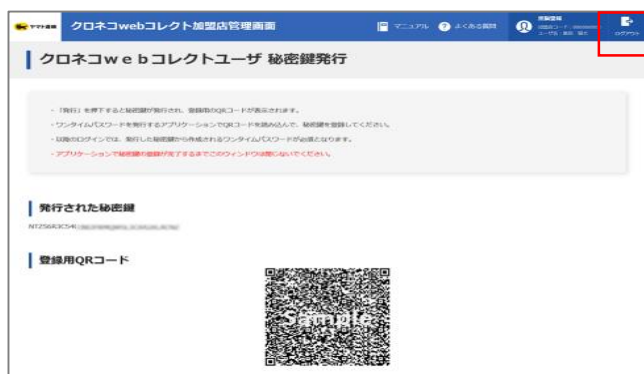 ヤマト運輸 クロネコwebコレクト加盟店管理画面 マニュアル よくある質問
ログアウト
クロネコwebコレクトユーザ 秘密鍵発行
・「発行」を押下すると秘密鍵が発行され、登録用のQRコードが表示されます。
・ワンタイムパスワードを発行するアプリケーションでQRコードを読み込んで、秘密鍵を登録してください。
・以降のログインでは、発行した秘密鍵から作成されるワンタイムパスワードが必須となります。
・アプリケーションで秘密鍵の登録が完了するまでこのウィンドウは閉じないでください。
発行された秘密鍵
登録用QRコード
Sample